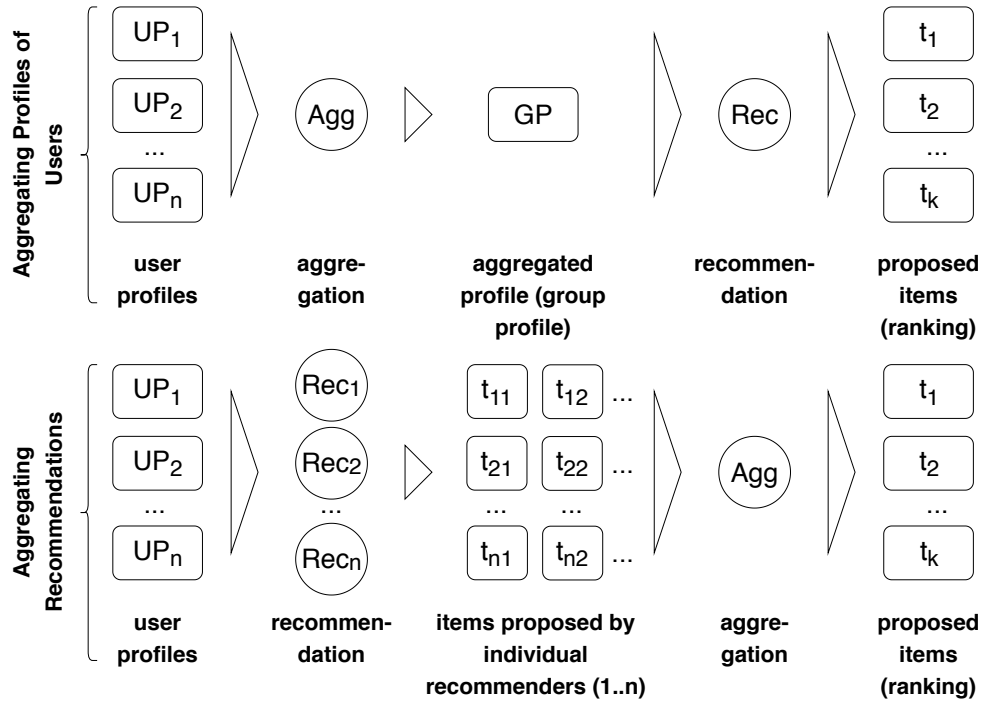 Aggregating Profiles of
Users
UP1
UP2
...
UPn
Agg
GP
Rec
t1
t2
...
tk
user
profiles
aggre-
gation
aggregated
profile (group
profile)
recommen-
dation
proposed
items
(ranking)
Aggregating
Recommendations
UP1
UP2
...
UPn
Rec1
Rec2
...
Recn
t11 t12 ...
t21 t22 ...
... ...
tn1 tn2 ...
Agg
t1
t2
...
tk
user
profiles
recommen-
dation
items proposed by
individual
recommenders (1..n)
aggre-
gation
proposed
items
(ranking)